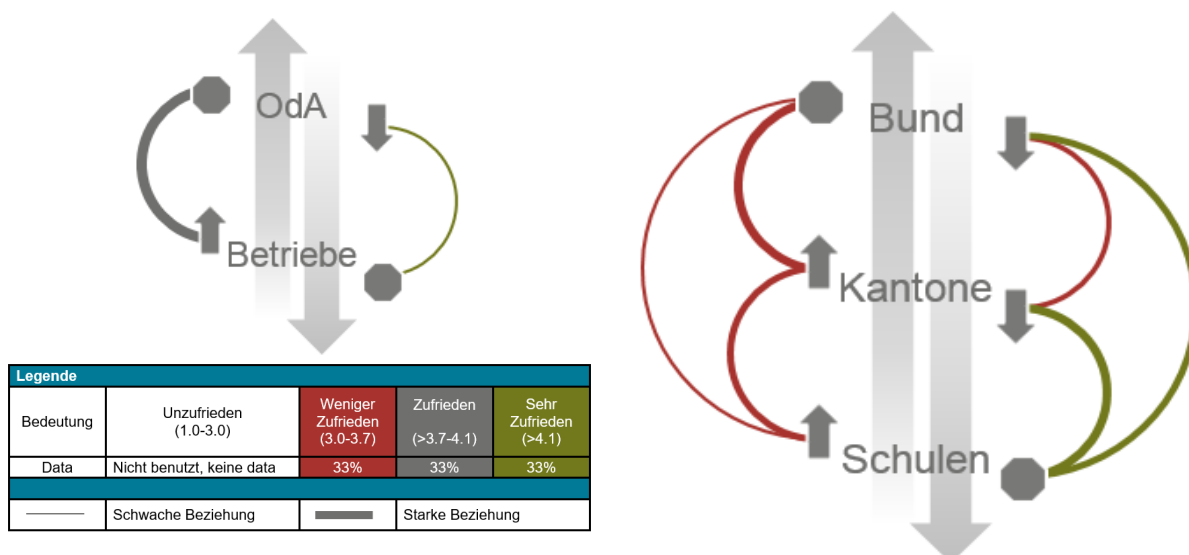 OdA
Betriebe
Bund
Kantone
Schulen
Legende
Bedeutung
Unzufrieden
(1.0-3.0)
Weniger
Zufrieden
(3.0-3.7)
Zufrieden
(>3.7-4.1)
Sehr
Zufrieden
(>4.1)
Data
Nicht benutzt, keine data
33%
33%
33%
Schwache Beziehung
Starke Beziehung